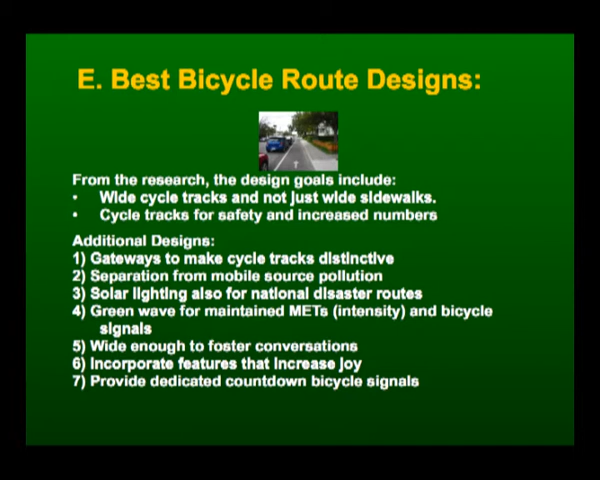 E. Best Bicycle Route Designs:
From the research, the design goals include:
• Wide cycle tracks and not just wide sidewalks.
• Cycle tracks for safety and increased numbers
Additional Designs:
1) Gateways to make cycle tracks distinctive
2) Separation from mobile source pollution
3) Solar lighting also for national disaster routes
4) Green wave for maintained METs (intensity) and bicycle
signals
5) Wide enough to foster conversations
6) Incorporate features that increase joy
7) Provide dedicated countdown bicycle signals